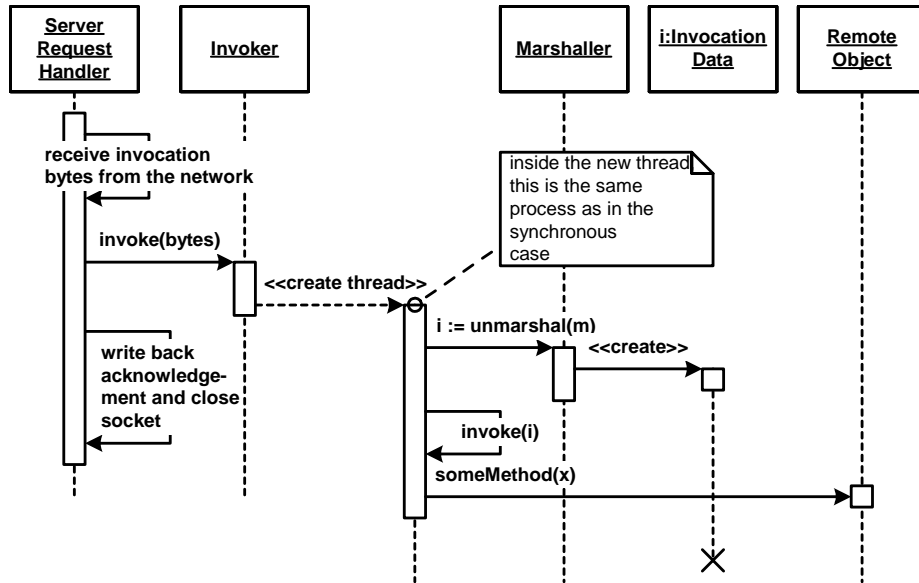 Server
Request
Handler
Invoker
Marshaller
i:Invocation
Data
Remote
Object
receive invocation
bytes from the network
inside the new thread
this is the same
process as in the
synchronous
case
invoke(bytes)
<<create thread>>
i := unmarshal(m)
<<create>>
write back
acknowledge-
ment and close
socket
invoke(i)
someMethod(x)